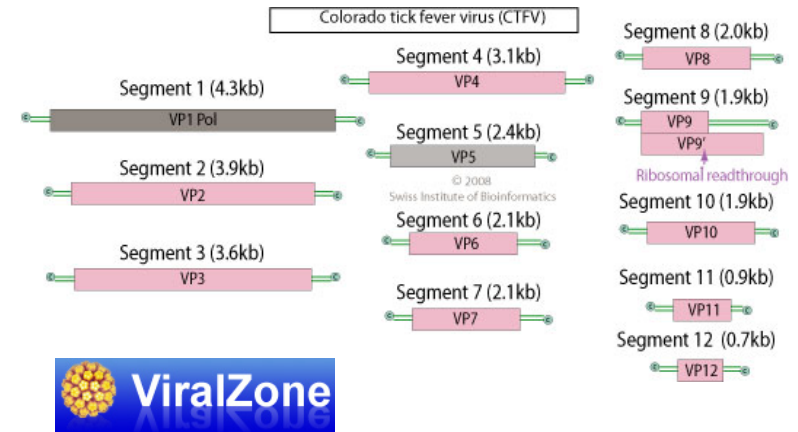 Colorado tick fever virus (CTFV)
Segment 1 (4.3kb)
VP1 Pol
Segment 2 (3.9kb)
VP2
Segment 3 (3.6kb)
VP3
Segment 4 (3.1kb)
VP4
Segment 5 (2.4kb)
VP5
© 2008
Swiss Institute of Bioinformatics
Segment 6 (2.1kb)
VP6
Segment 7 (2.1kb)
VP7
Segment 8 (2.0kb)
VP8
Segment 9 (1.9kb)
VP9
VP9'
Ribosomal readthrough
Segment 10 (1.9kb)
VP10
Segment 11 (0.9kb)
VP11
Segment 12 (0.7kb)
VP12
ViralZone